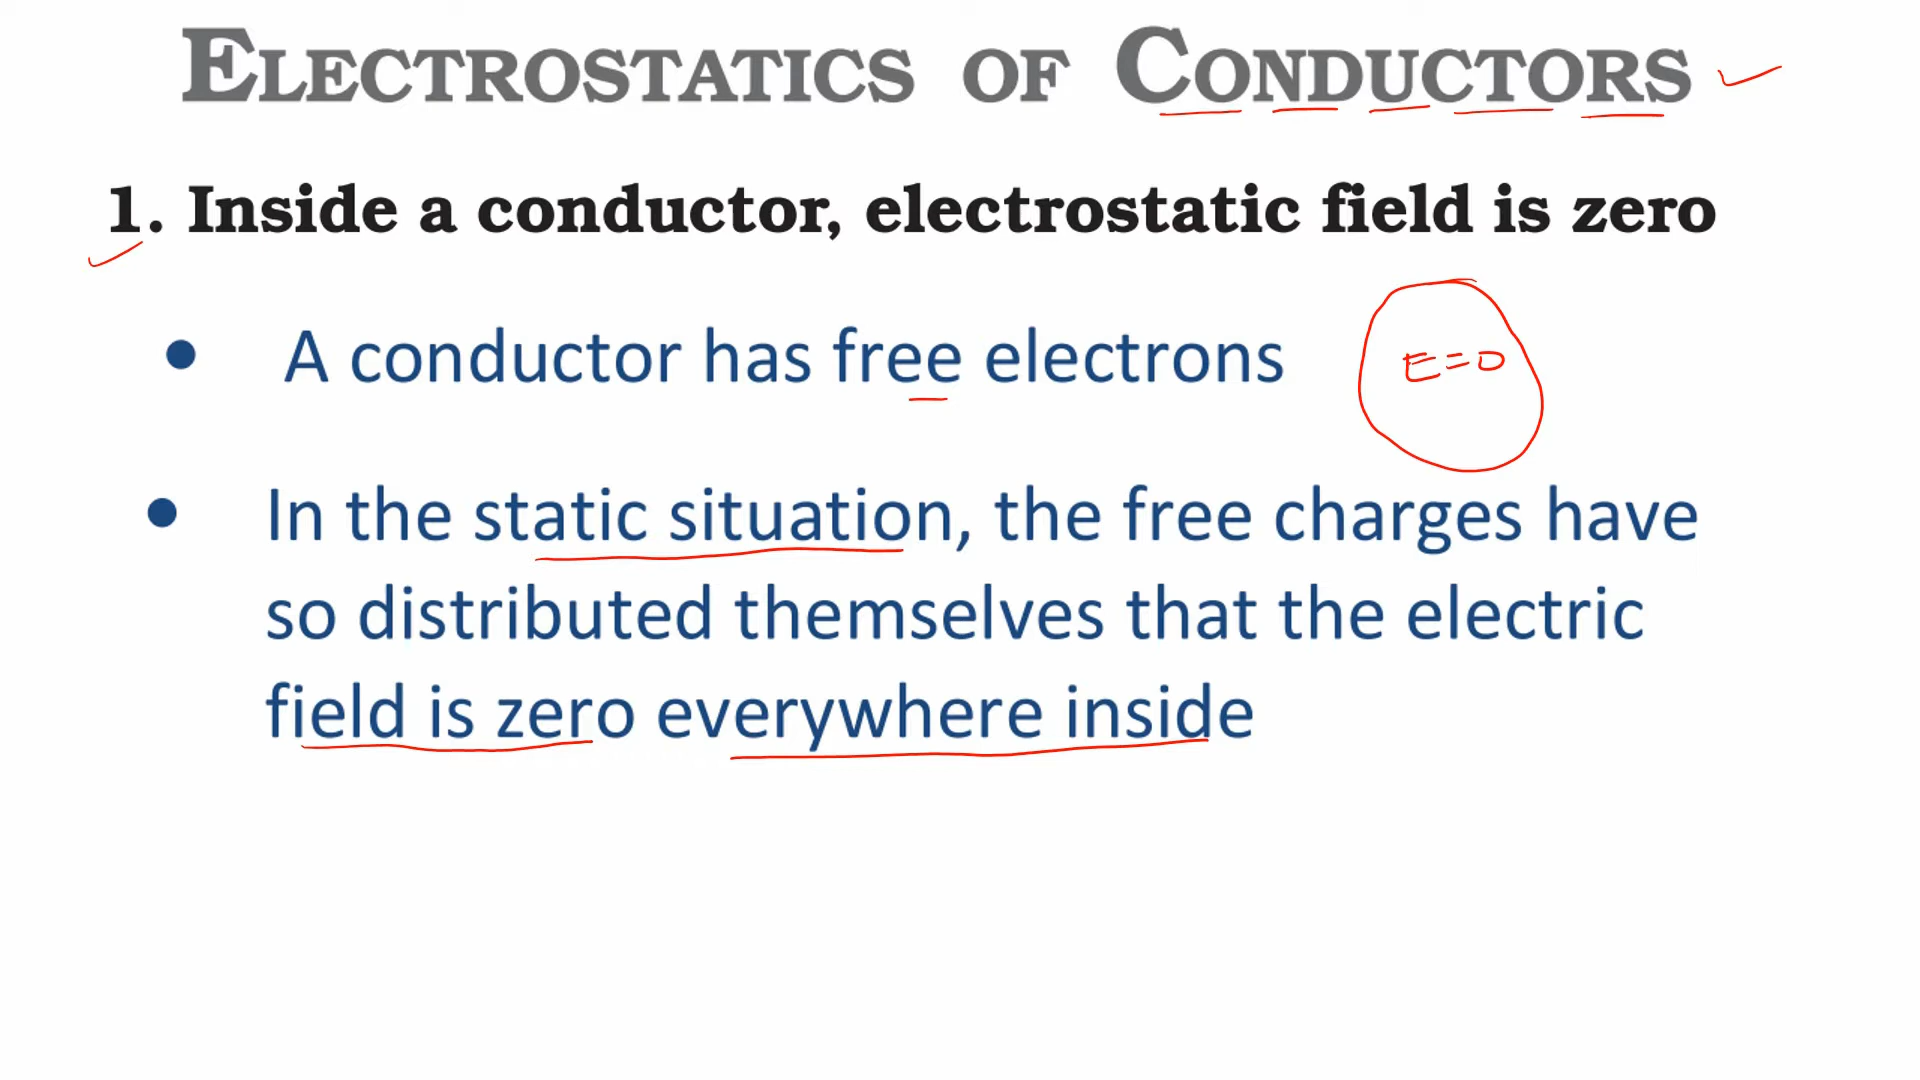 ELECTROSTATICS OF CONDUCTORS
1. Inside a conductor, electrostatic field is zero
• A conductor has free electrons
E=0
• In the static situation, the free charges have
so distributed themselves that the electric
field is zero everywhere inside